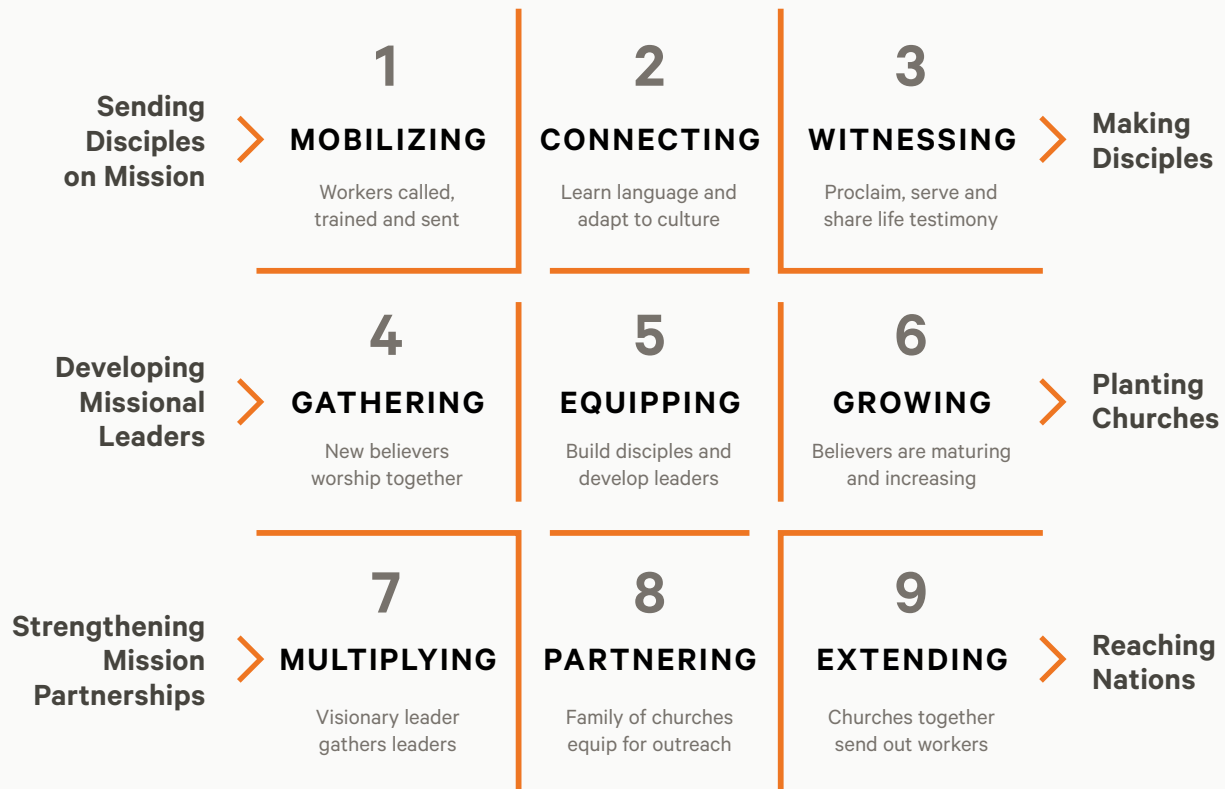 Sending
Disciples
on Mission
1
MOBILIZING
Workers called,
trained and sent
2
CONNECTING
Learn language and
adapt to culture
3
WITNESSING
Proclaim, serve and
share life testimony
Making
Disciples
Developing
Missional
Leaders
4
GATHERING
New believers
worship together
5
EQUIPPING
Build disciples and
develop leaders
6
GROWING
Believers are maturing
and increasing
Planting
Churches
Strengthening
Mission
Partnerships
7
MULTIPLYING
Visionary leader
gathers leaders
8
PARTNERING
Family of churches
equip for outreach
9
EXTENDING
Churches together
send out workers
Reaching
Nations